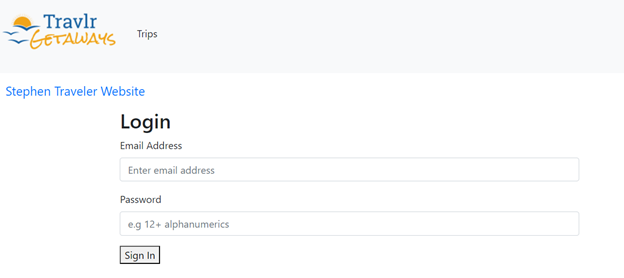 Travlr
GETAWAYS
Trips
Stephen Traveler Website
Login
Email Address
Enter email address
Password
e.g 12+ alphanumerics
Sign In